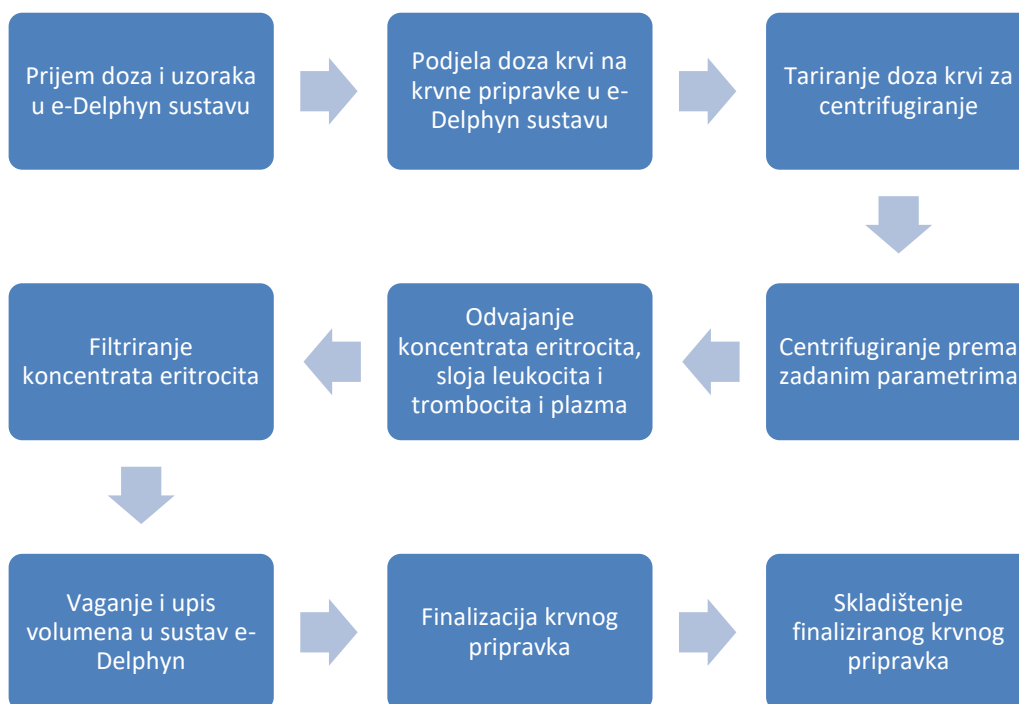 Prijem doza i uzoraka
u e-Delphyn sustavu
Podjela doza krvi na
krvne pripravke u e-
Delphyn sustavu
Tariranje doza krvi za
centrifugiranje
Centrifugiranje prema
zadanim parametrima
Odvajanje
koncentrata eritrocita,
sloja leukocita i
trombocita i plazma
Filtriranje
koncentrata eritrocita
Vaganje i upis
volumena u sustav e-
Delphyn
Finalizacija krvnog
pripravka
Skladištenje
finaliziranog krvnog
pripravka